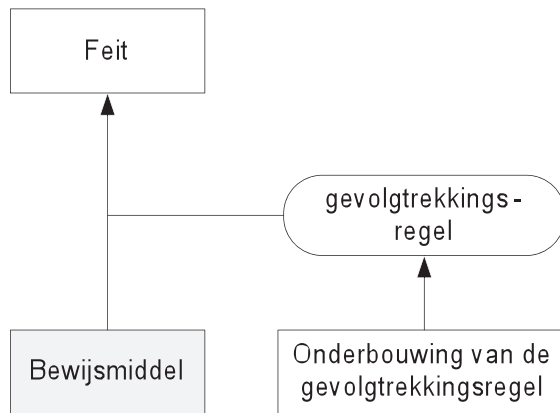 Feit
gevolgtrekkings-
regel
Bewijsmiddel
Onderbouwing van de
gevolgtrekkingsregel